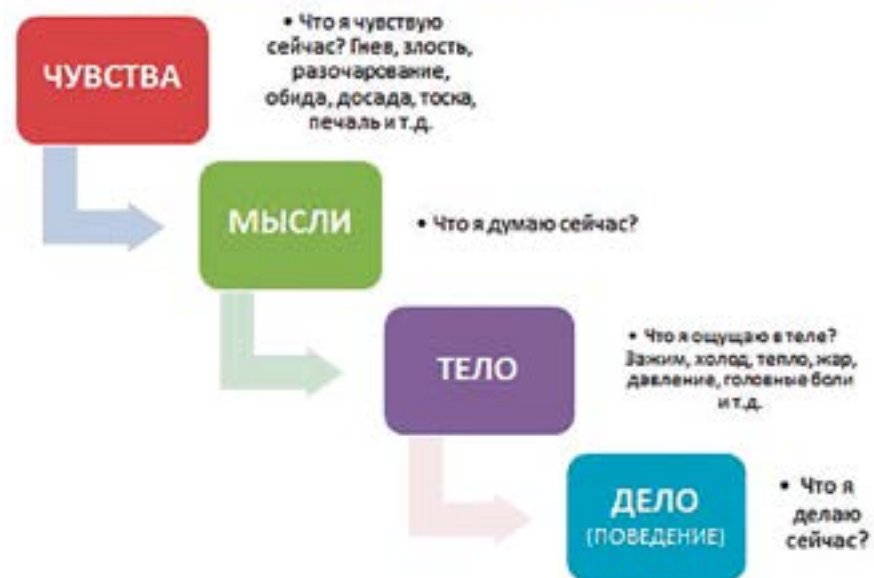 ЧУВСТВА
• Что я чувствую
сейчас? Гнев, злость,
разочарование,
обида, досада, тоска,
печаль и т.д.
МЫСЛИ
• Что я думаю сейчас?
ТЕЛО
• Что я ощущаю в теле?
Зажим, холод, тепло, жар,
давление, головные боли
и т.д.
ДЕЛО
(ПОВЕДЕНИЕ)
• Что я
делаю
сейчас?